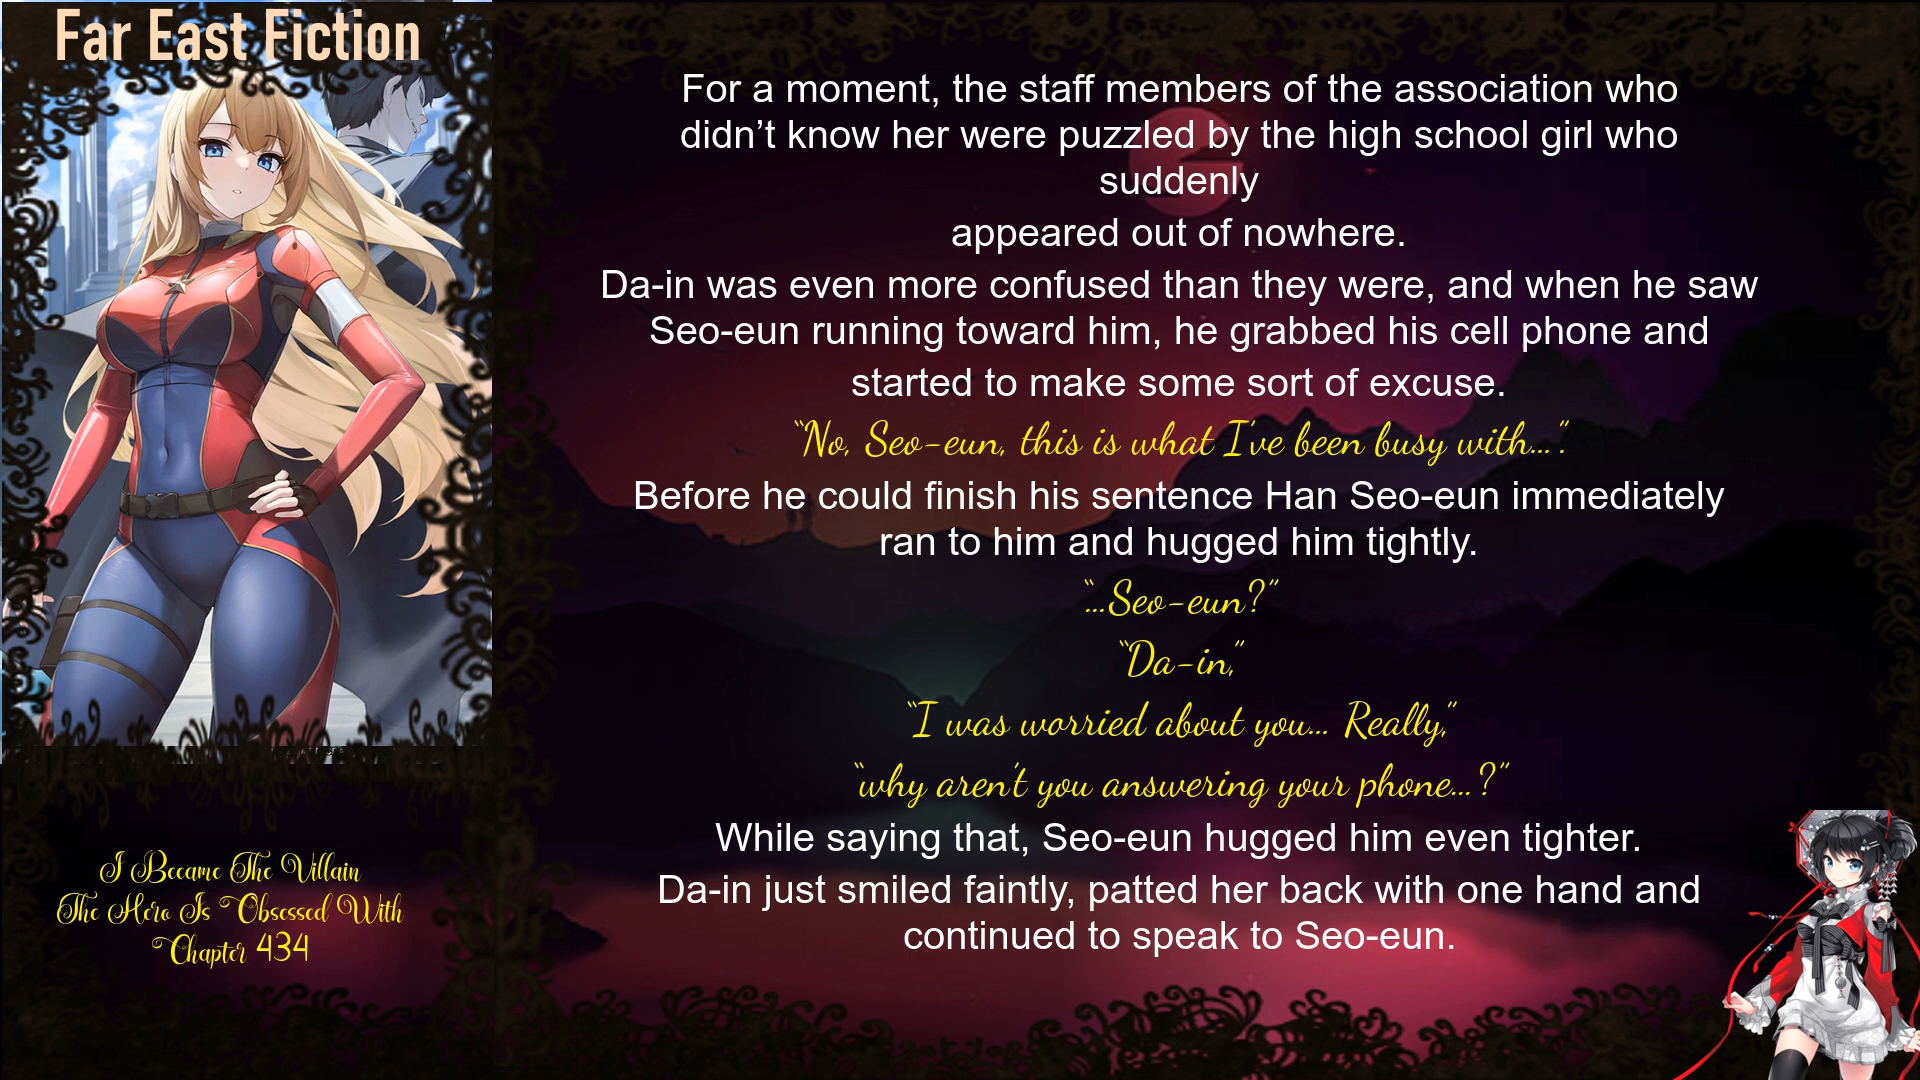 Far East Fiction
For a moment, the staff members of the association who
didn’t know her were puzzled by the high school girl who
suddenly
appeared out of nowhere.
Da-in was even more confused than they were, and when he saw
Seo-eun running toward him, he grabbed his cell phone and
started to make some sort of excuse.
“No, Seo-eun, this is what I’ve been busy with…”.
Before he could finish his sentence Han Seo-eun immediately
ran to him and hugged him tightly.
“…Seo-eun?”
“Da-in,”
“I was worried about you… Really,”
“why aren’t you answering your phone…?”
While saying that, Seo-eun hugged him even tighter.
Da-in just smiled faintly, patted her back with one hand and
continued to speak to Seo-eun.
I Became The Villain
The Hero Is Obsessed With
Chapter 434